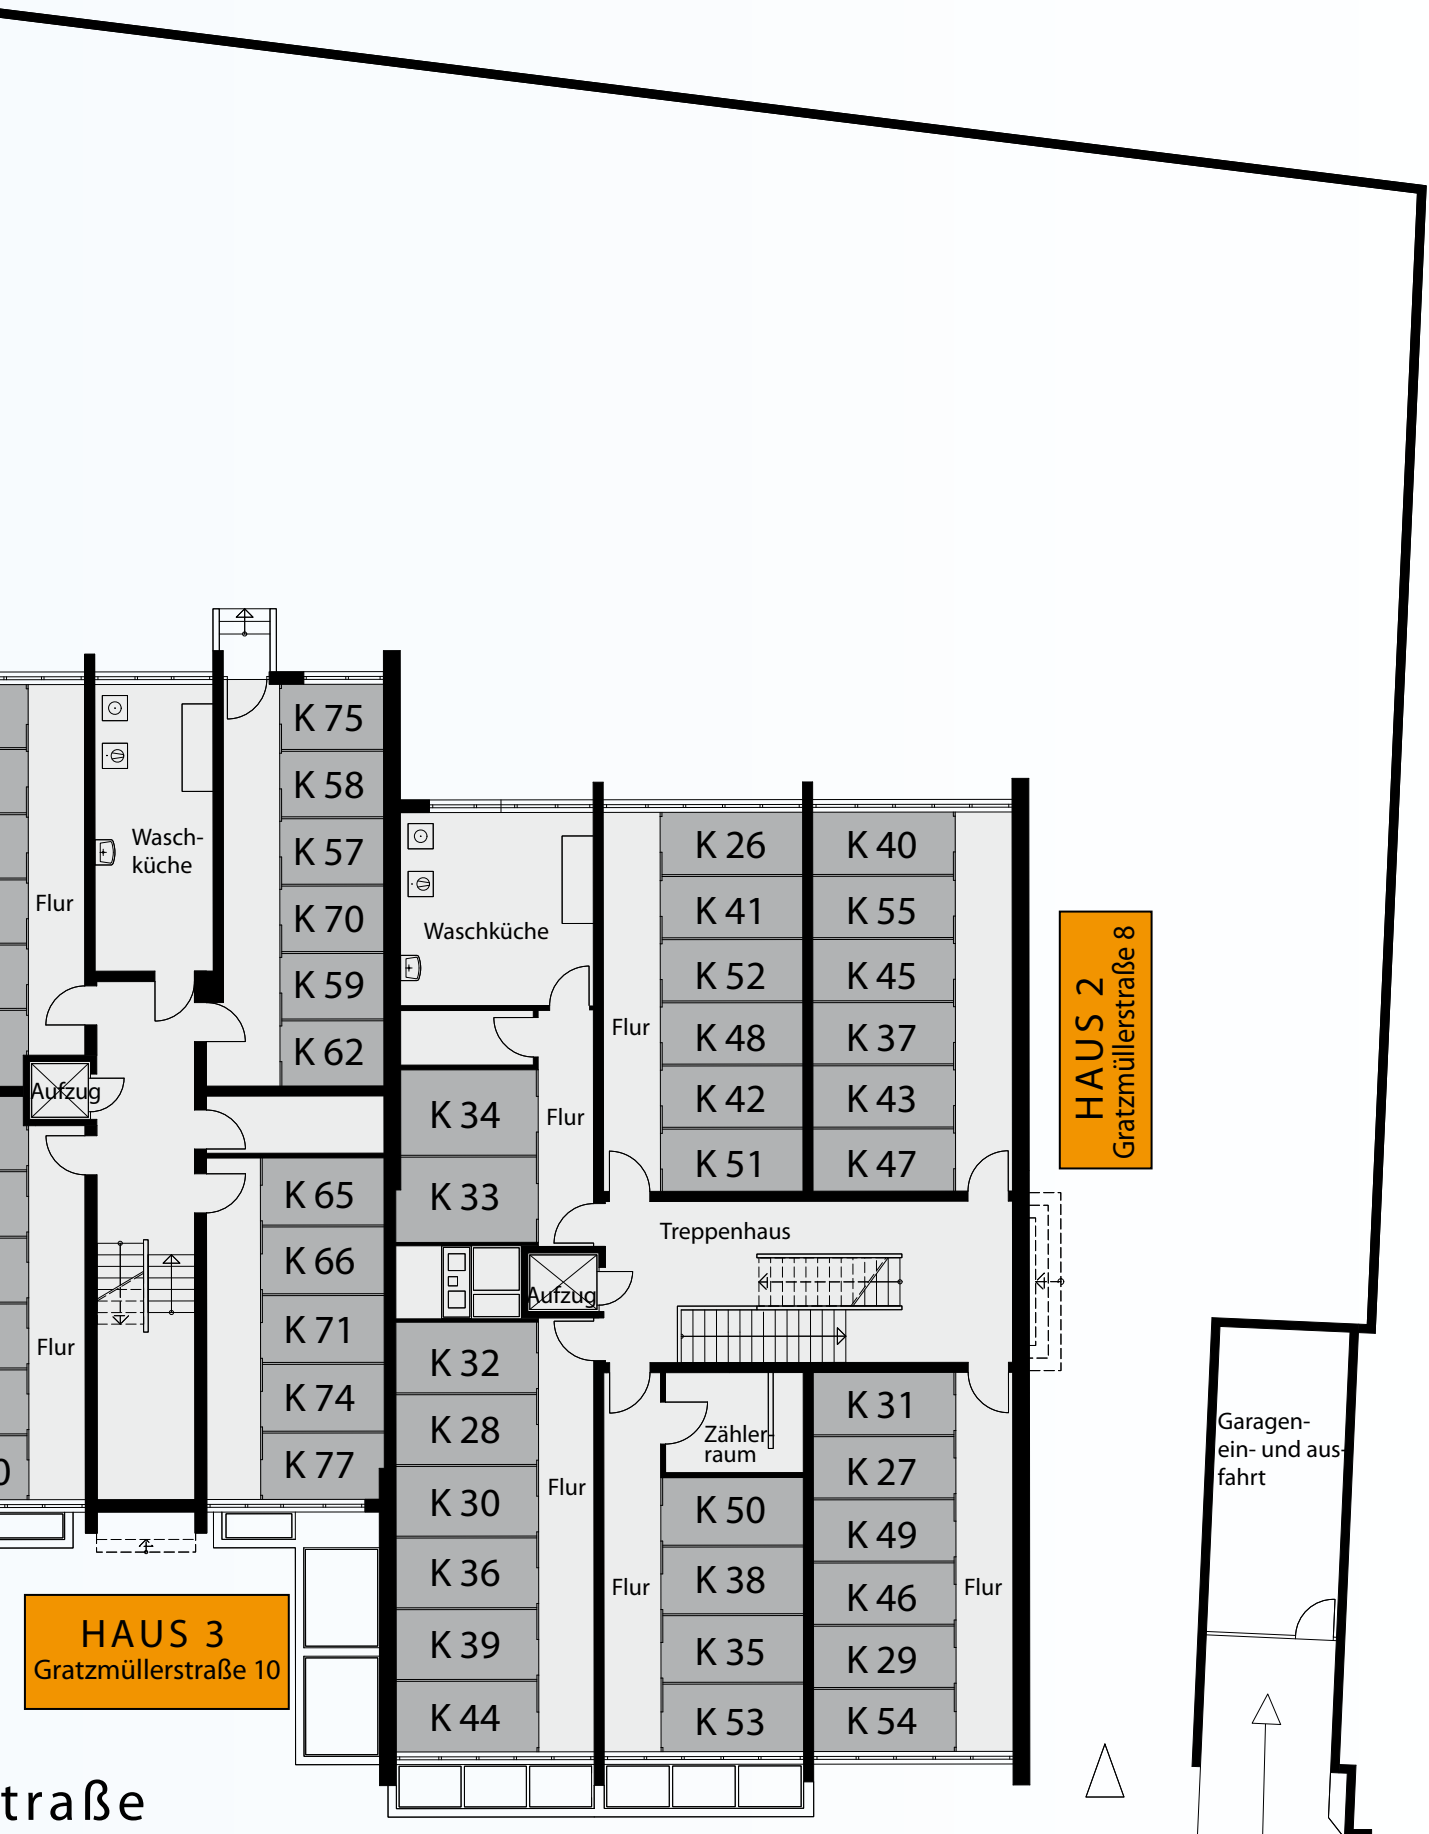 K 75
K 58
K 57
K 70
K 59
K 62
Wasch-
küche
Flur
Aufzug
K 65
K 66
K 71
K 74
K 77
Flur
0
HAUS 3
Gratzmüllerstraße 10
traße
Waschküche
K 34
K 33
Flur
Aufzug
K 32
K 28
K 30
K 36
K 39
K 44
Flur
Flur
K 26
K 41
K 52
K 48
K 42
K 51
K 40
K 55
K 45
K 37
K 43
K 47
Treppenhaus
Zähler-
raum
K 50
K 38
K 35
K 53
Flur
K 31
K 27
K 49
K 46
K 29
K 54
Flur
HAUS 2
Gratzmüllerstraße 8
Garagen-
ein- und aus-
fahrt